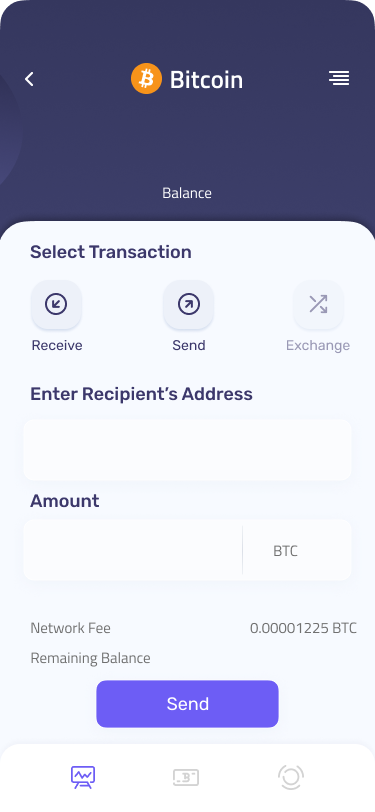 Bitcoin
Balance
Select Transaction
Receive Send Exchange
Enter Recipient's Address
Amount
BTC
Network Fee 0.00001225 BTC
Remaining Balance
Send